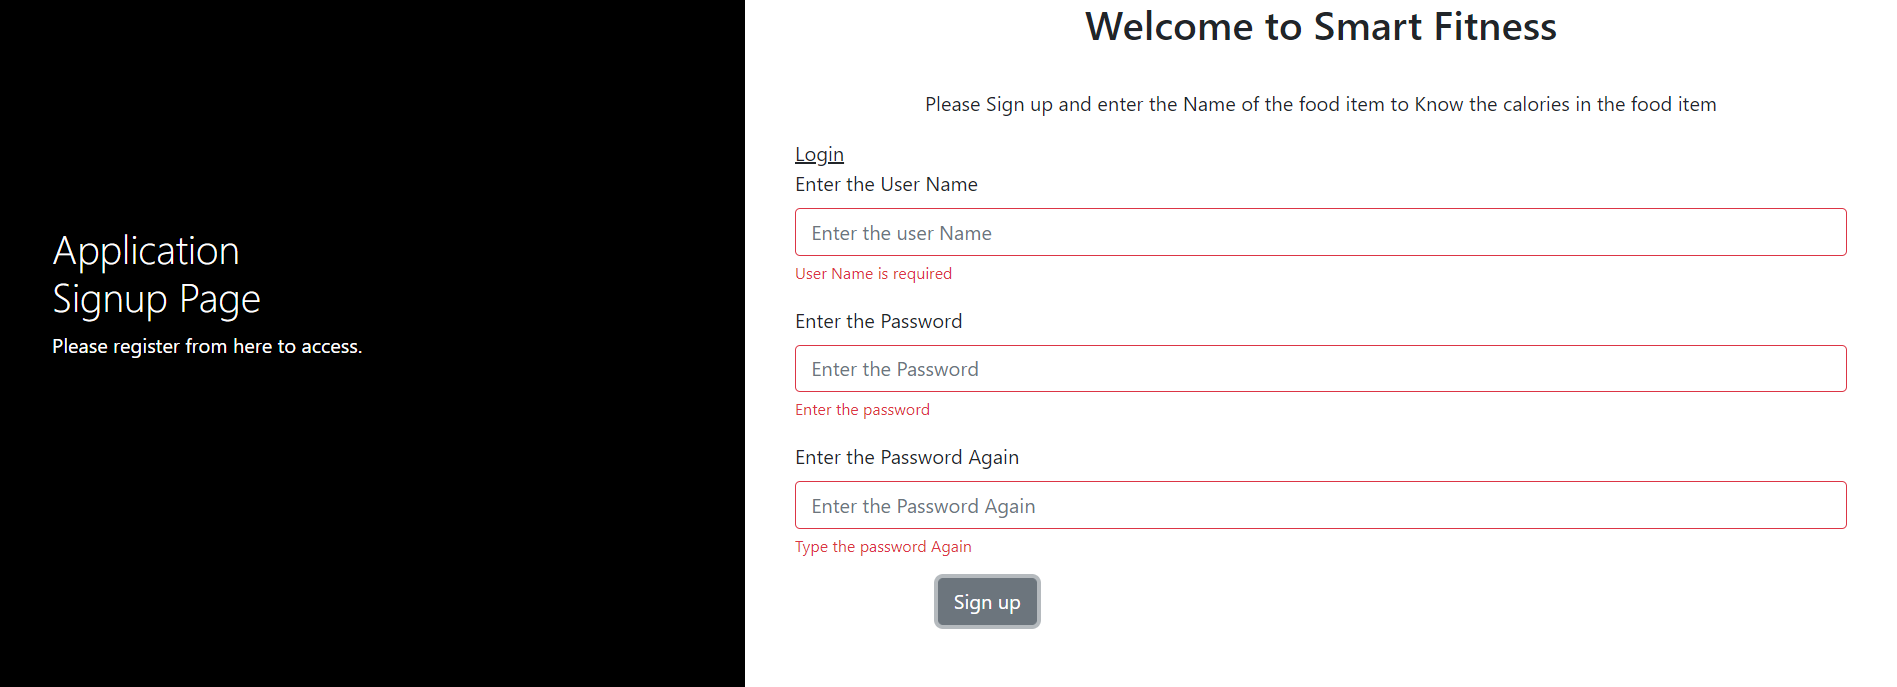 Application
Signup Page
Please register from here to access.
Welcome to Smart Fitness
Please Sign up and enter the Name of the food item to Know the calories in the food item
Login
Enter the User Name
Enter the user Name
User Name is required
Enter the Password
Enter the Password
Enter the password
Enter the Password Again
Enter the Password Again
Type the password Again
Sign up